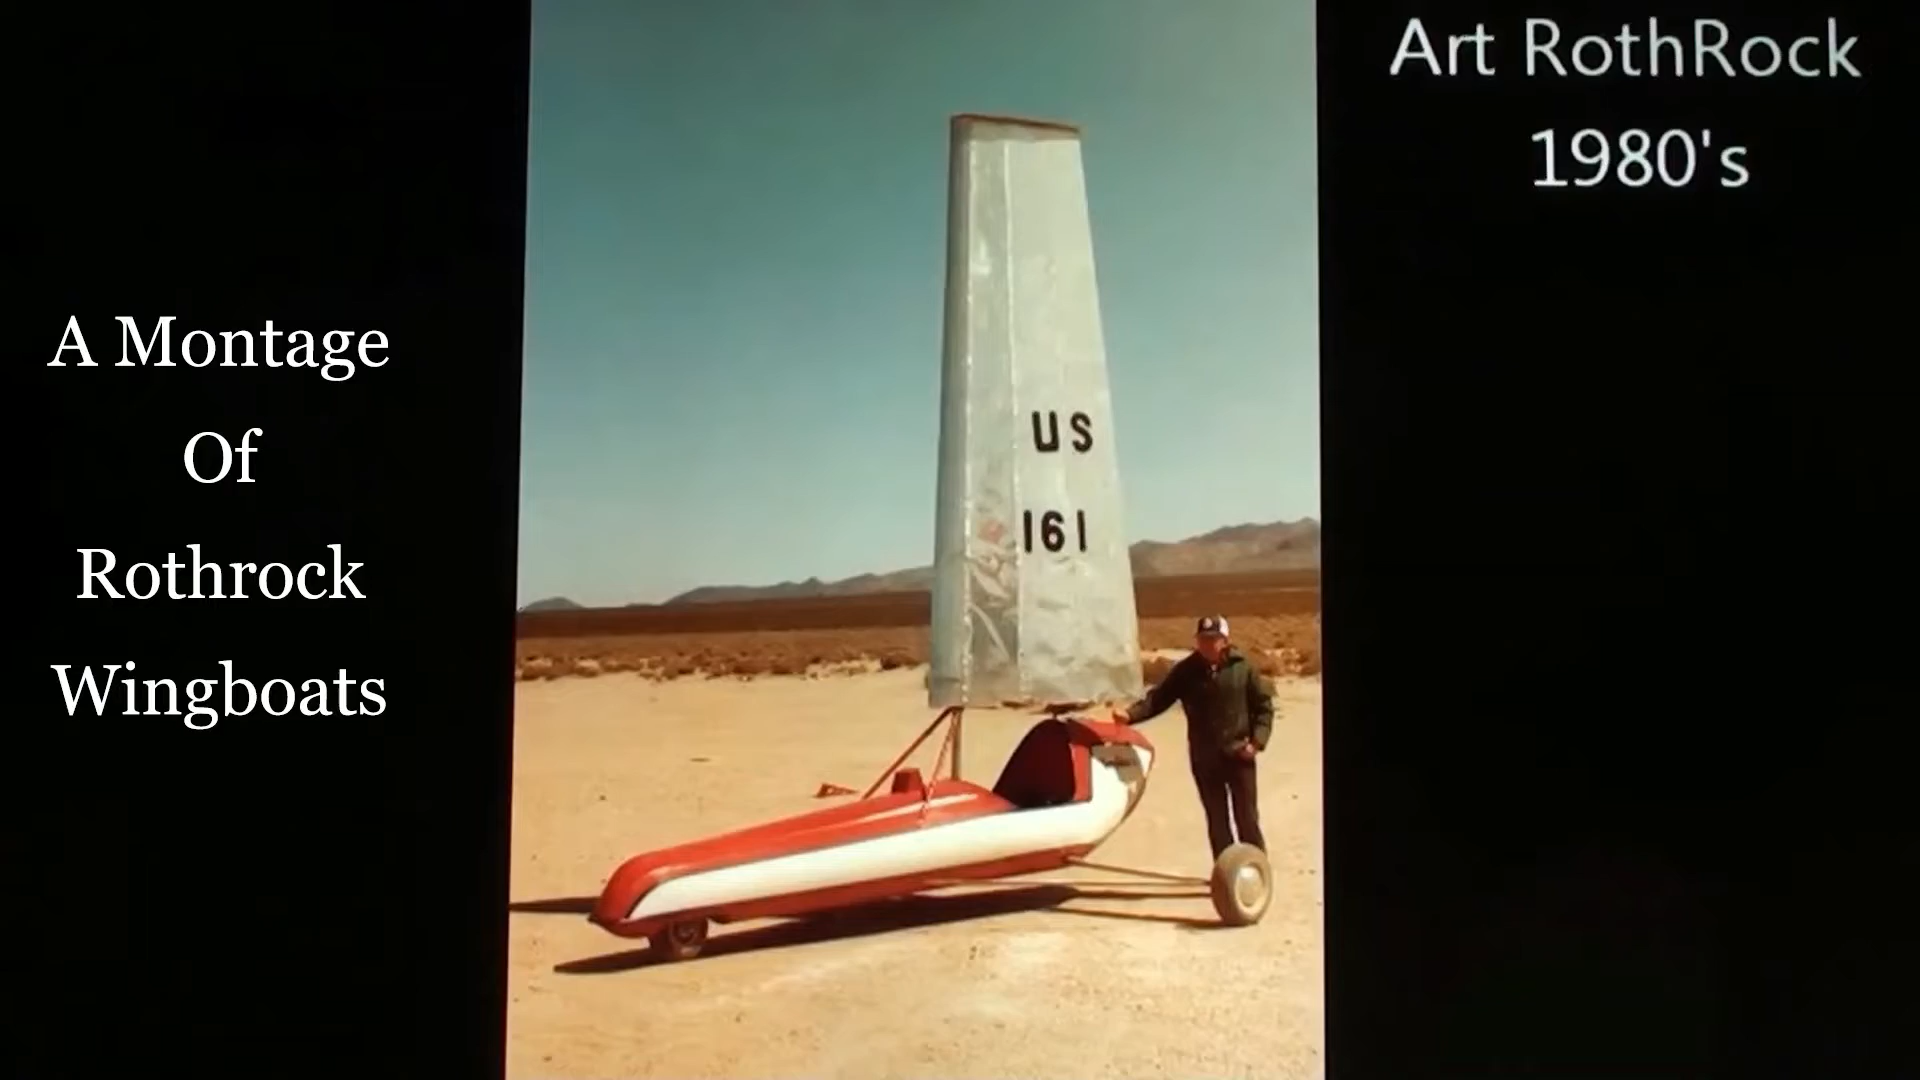 A Montage
Of
Rothrock
Wingboats
Art RothRock
1980's
US
161